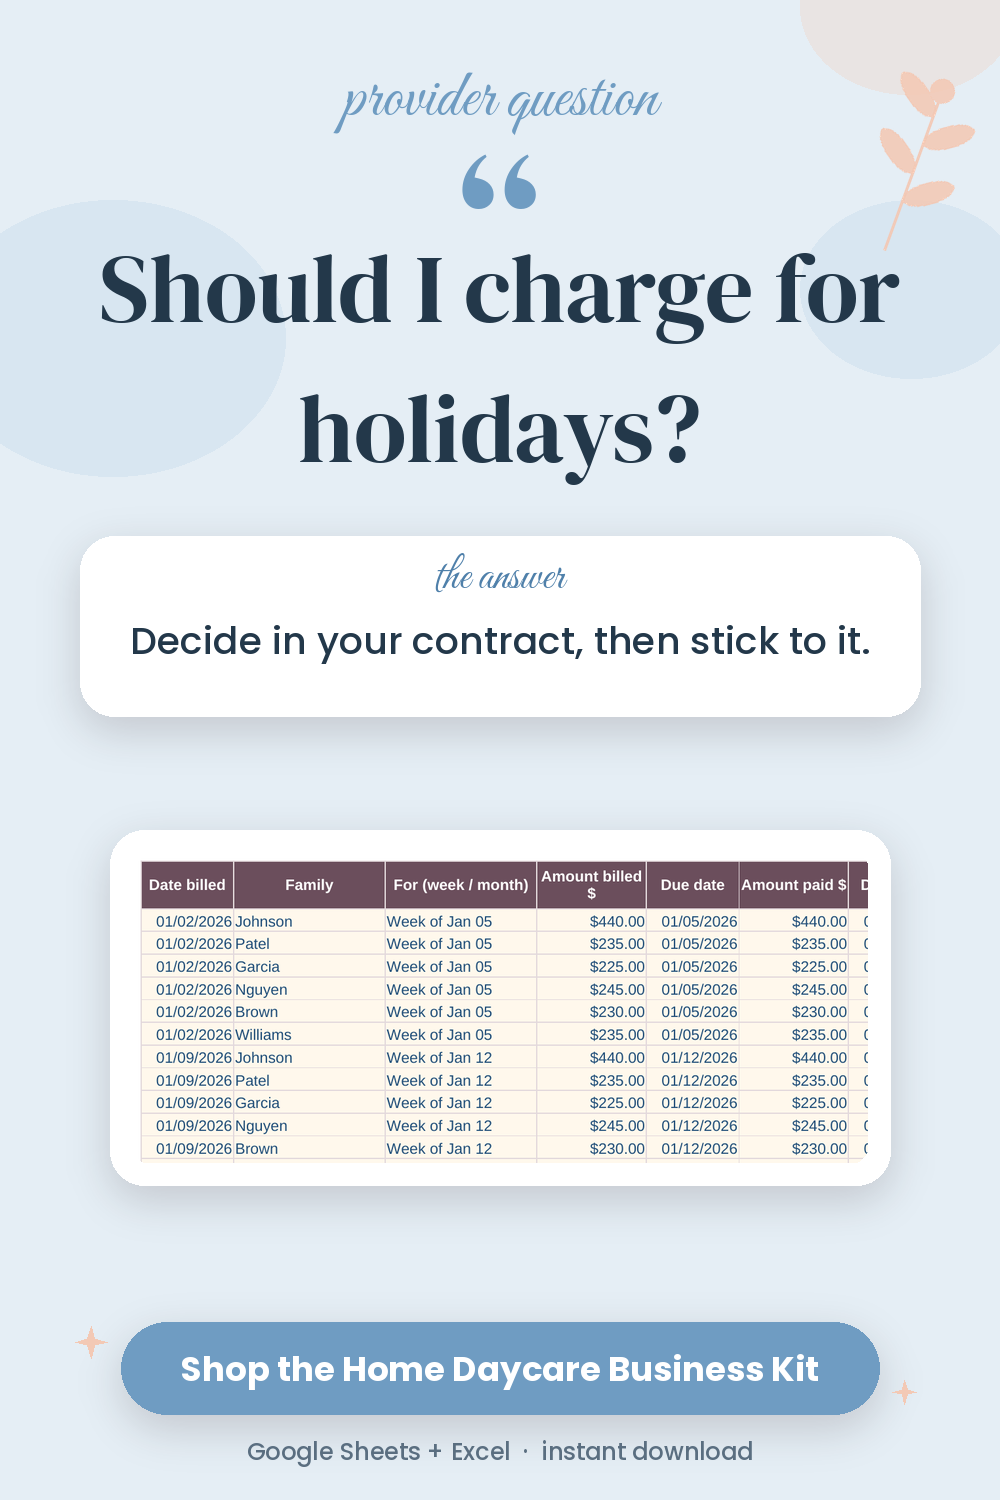 provider question
“
Should I charge for
holidays?
the answer
Decide in your contract, then stick to it.
Date billed Family For (week / month) Amount billed $ Due date Amount paid $
01/02/2026 Johnson Week of Jan 05 $440.00 01/05/2026 $440.00
01/02/2026 Patel Week of Jan 05 $235.00 01/05/2026 $235.00
01/02/2026 Garcia Week of Jan 05 $225.00 01/05/2026 $225.00
01/02/2026 Nguyen Week of Jan 05 $245.00 01/05/2026 $245.00
01/02/2026 Brown Week of Jan 05 $230.00 01/05/2026 $230.00
01/02/2026 Williams Week of Jan 05 $235.00 01/05/2026 $235.00
01/09/2026 Johnson Week of Jan 12 $440.00 01/12/2026 $440.00
01/09/2026 Patel Week of Jan 12 $235.00 01/12/2026 $235.00
01/09/2026 Garcia Week of Jan 12 $225.00 01/12/2026 $225.00
01/09/2026 Nguyen Week of Jan 12 $245.00 01/12/2026 $245.00
01/09/2026 Brown Week of Jan 12 $230.00 01/12/2026 $230.00
Shop the Home Daycare Business Kit
Google Sheets + Excel · instant download